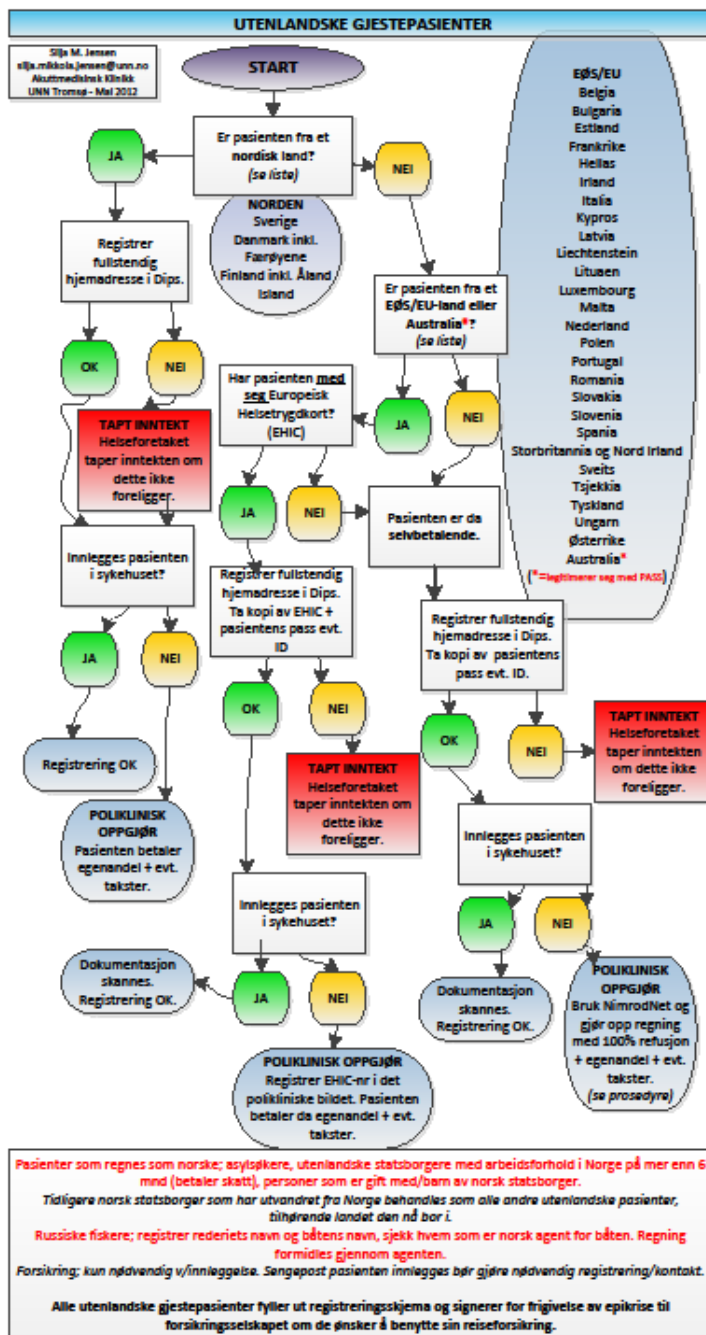 UTENLANDSKE GJESTEPASIENTER
Silja M. Jensen
silja.mikkola.jensen@unn.no
Akuttmedisinsk Klinikk
UNN Tromsø - Mai 2012
START
Er pasienten fra et
nordisk land?
(se liste)
JA
NEI
NORDEN
Sverige
Danmark inkl.
Færøyene
Finland inkl. Åland
Island
EØS/EU
Belgia
Bulgaria
Estland
Frankrike
Hellas
Irland
Italia
Kypros
Latvia
Liechtenstein
Lituaen
Luxembourg
Malta
Nederland
Polen
Portugal
Romania
Slovakia
Slovenia
Spania
Storbritannia og Nord Irland
Sveits
Tsjekkia
Tyskland
Ungarn
Østerrike
Australia*
(*=legitimerer seg med PASS)
Registrer
fullstendig
hjemadresse i Dips.
OK
NEI
TAPT INNTEKT
Helseforetaket
taper inntekten om
dette ikke
foreligger.
Innlegges pasienten
i sykehuset?
JA
NEI
Registrering OK
POLIKLINISK
OPPGJØR
Pasienten betaler
egenandel + evt.
takster.
Er pasienten fra et
EØS/EU-land eller
Australia*?
(se liste)
JA
NEI
Har pasienten med
seg Europeisk
Helsetrygdkort?
(EHIC)
JA
NEI
Pasienten er da
selvbetalende.
Registrer fullstendig
hjemadresse i Dips.
Ta kopi av EHIC +
pasientens pass evt.
ID
OK
NEI
TAPT INNTEKT
Helseforetaket
taper inntekten om
dette ikke
foreligger.
Innlegges pasienten
i sykehuset?
JA
NEI
Dokumentasjon
skannes.
Registrering OK.
POLIKLINISK OPPGJØR
Registrer EHIC-nr i det
polikliniske bildet. Pasienten
betaler da egenandel + evt.
takster.
Registrer fullstendig
hjemadresse i Dips.
Ta kopi av pasientens
pass evt. ID.
OK
NEI
TAPT INNTEKT
Helseforetaket
taper inntekten
om dette ikke
foreligger.
Innlegges pasienten
i sykehuset?
JA
NEI
Dokumentasjon
skannes.
Registrering OK.
POLIKLINISK
OPPGJØR
Bruk NimrodNet og
gjør opp regning
med 100% refusjon
+ egenandel + evt.
takster.
(se prosedyre)
Pasienter som regnes som norske; asylsøkere, utenlandske statsborgere med arbeidsforhold i Norge på mer enn 6
mnd (betaler skatt), personer som er gift med/barn av norsk statsborger.
Tidligere norsk statsborger som har utvandret fra Norge behandles som alle andre utenlandske pasienter,
tilhørende landet den nå bor i.
Russiske fiskere; registrer rederiets navn og båtens navn, sjekk hvem som er norsk agent for båten. Regning
formidles gjennom agenten.
Forsikring; kun nødvendig v/innleggelse. Sengepost pasienten innlegges bør gjøre nødvendig registrering/kontakt.
Alle utenlandske gjestepasienter fyller ut registreringsskjema og signerer for frigivelse av epikrise til
forsikringsselskapet om de ønsker å benytte sin reiseforsikring.